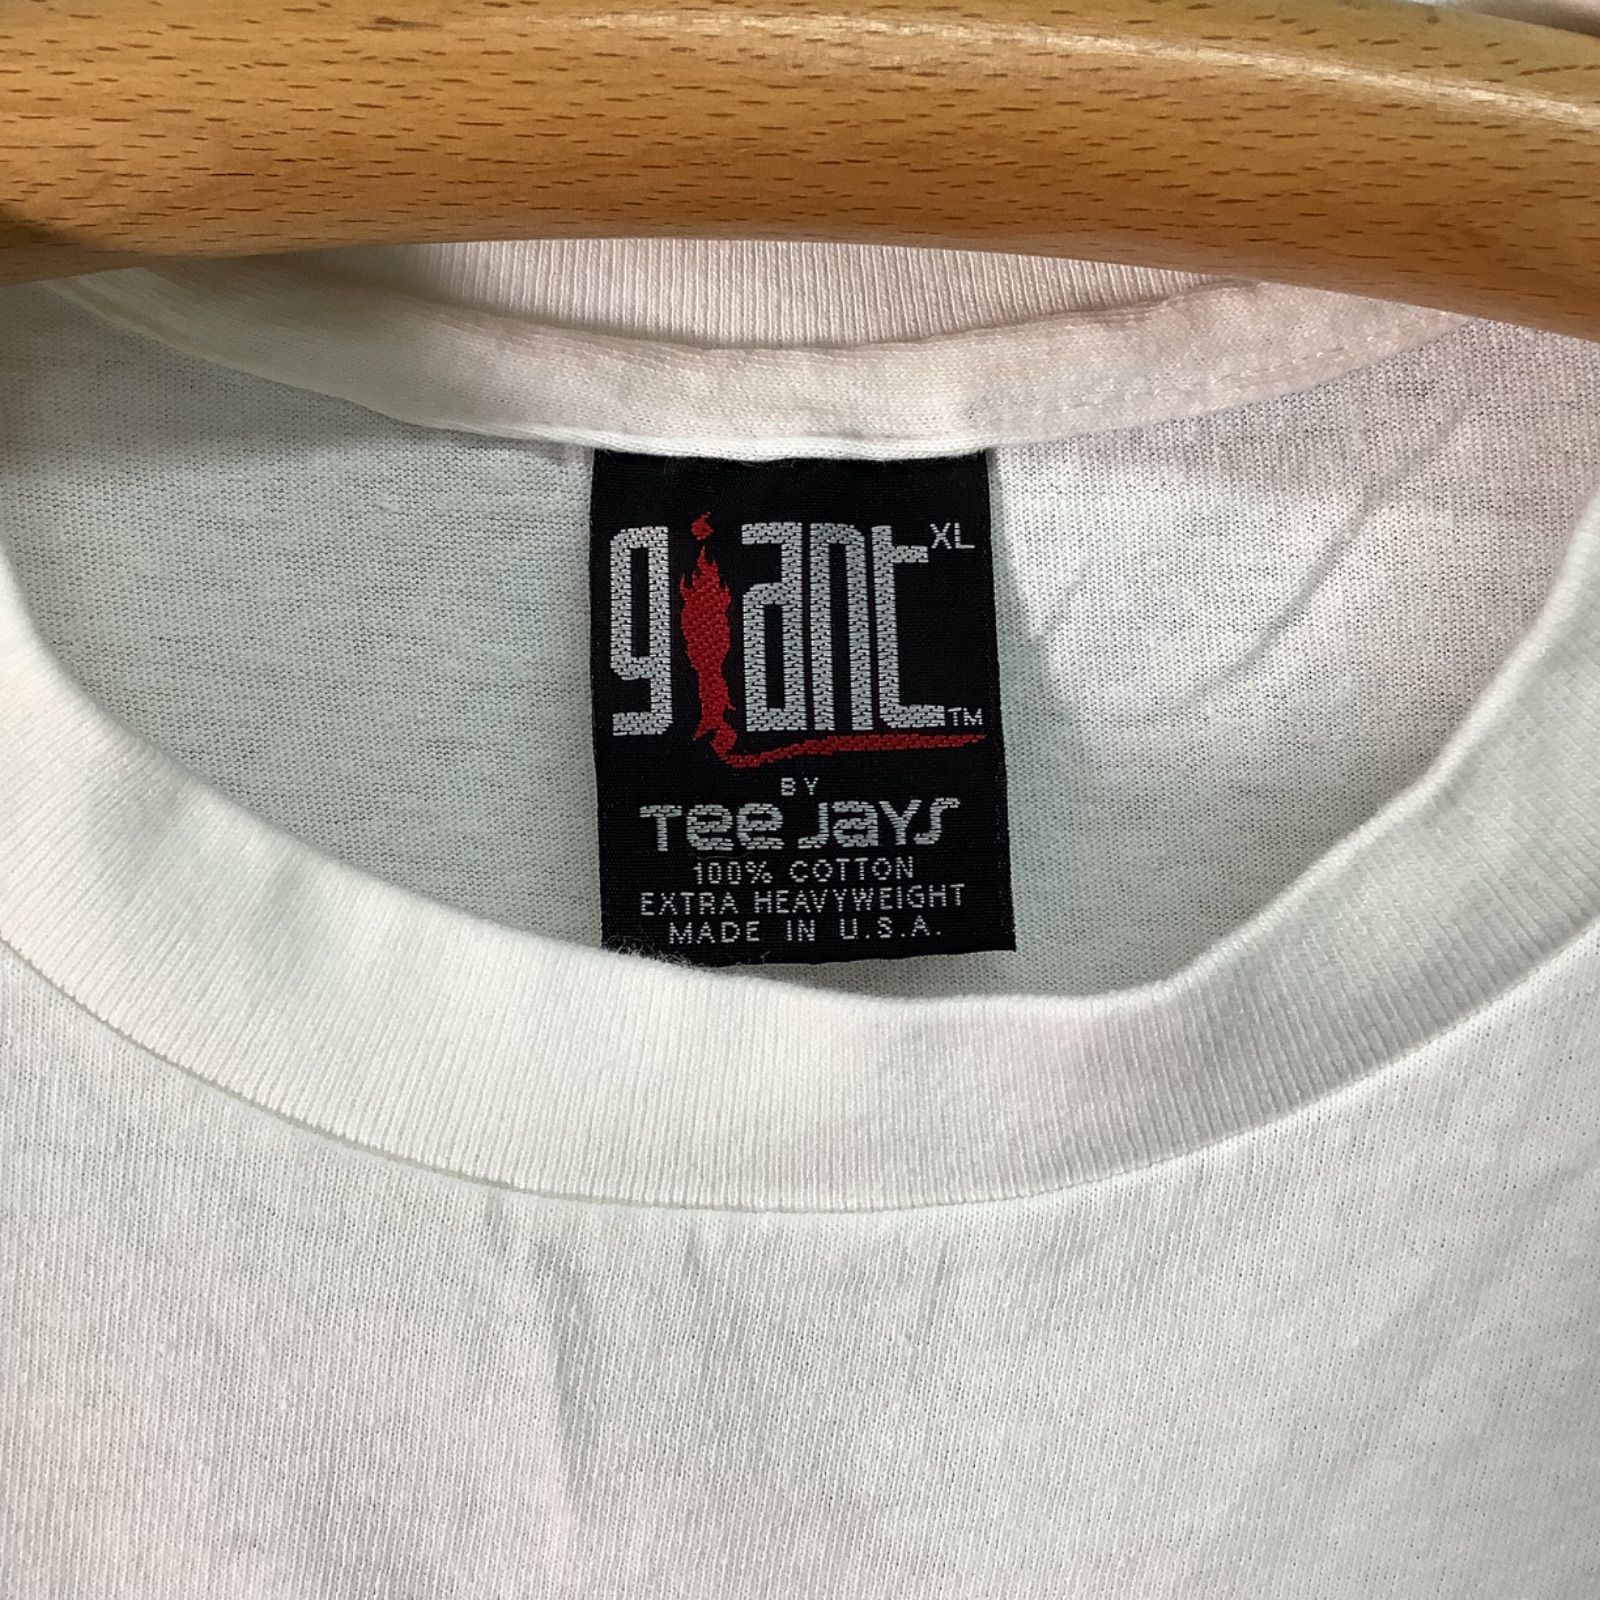 giant XL
TM
BY
Tee Jays
100% COTTON
EXTRA HEAVYWEIGHT
MADE IN U.S.A.